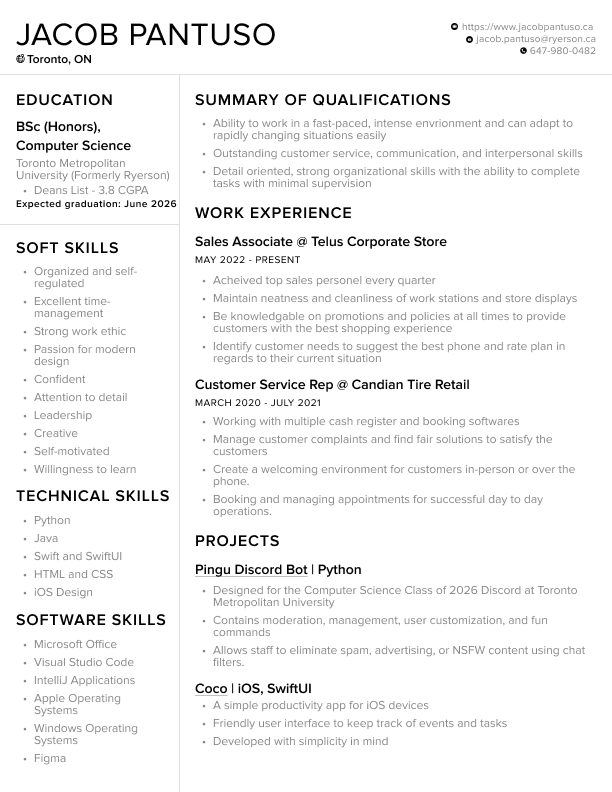 JACOB PANTUSO
Toronto, ON
https://www.jacobpantuso.ca
jacob.pantuso@ryerson.ca
647-980-0482
EDUCATION
BSc (Honors),
Computer Science
Toronto Metropolitan
University (Formerly Ryerson)
• Deans List - 3.8 CGPA
Expected graduation: June 2026
SOFT SKILLS
• Organized and self-
regulated
• Excellent time-
management
• Strong work ethic
• Passion for modern
design
• Confident
• Attention to detail
• Leadership
• Creative
• Self-motivated
• Willingness to learn
TECHNICAL SKILLS
• Python
• Java
• Swift and SwiftUI
• HTML and CSS
• iOS Design
SOFTWARE SKILLS
• Microsoft Office
• Visual Studio Code
• IntelliJ Applications
• Apple Operating
Systems
• Windows Operating
Systems
• Figma
SUMMARY OF QUALIFICATIONS
• Ability to work in a fast-paced, intense envrionment and can adapt to
rapidly changing situations easily
• Outstanding customer service, communication, and interpersonal skills
• Detail oriented, strong organizational skills with the ability to complete
tasks with minimal supervision
WORK EXPERIENCE
Sales Associate @ Telus Corporate Store
MAY 2022 - PRESENT
• Acheived top sales personel every quarter
• Maintain neatness and cleanliness of work stations and store displays
• Be knowledgable on promotions and policies at all times to provide
customers with the best shopping experience
• Identify customer needs to suggest the best phone and rate plan in
regards to their current situation
Customer Service Rep @ Candian Tire Retail
MARCH 2020 - JULY 2021
• Working with multiple cash register and booking softwares
• Manage customer complaints and find fair solutions to satisfy the
customers
• Create a welcoming environment for customers in-person or over the
phone.
• Booking and managing appointments for successful day to day
operations.
PROJECTS
Pingu Discord Bot | Python
• Designed for the Computer Science Class of 2026 Discord at Toronto
Metropolitan University
• Contains moderation, management, user customization, and fun
commands
• Allows staff to eliminate spam, advertising, or NSFW content using chat
filters.
Coco | iOS, SwiftUI
• A simple productivity app for iOS devices
• Friendly user interface to keep track of events and tasks
• Developed with simplicity in mind